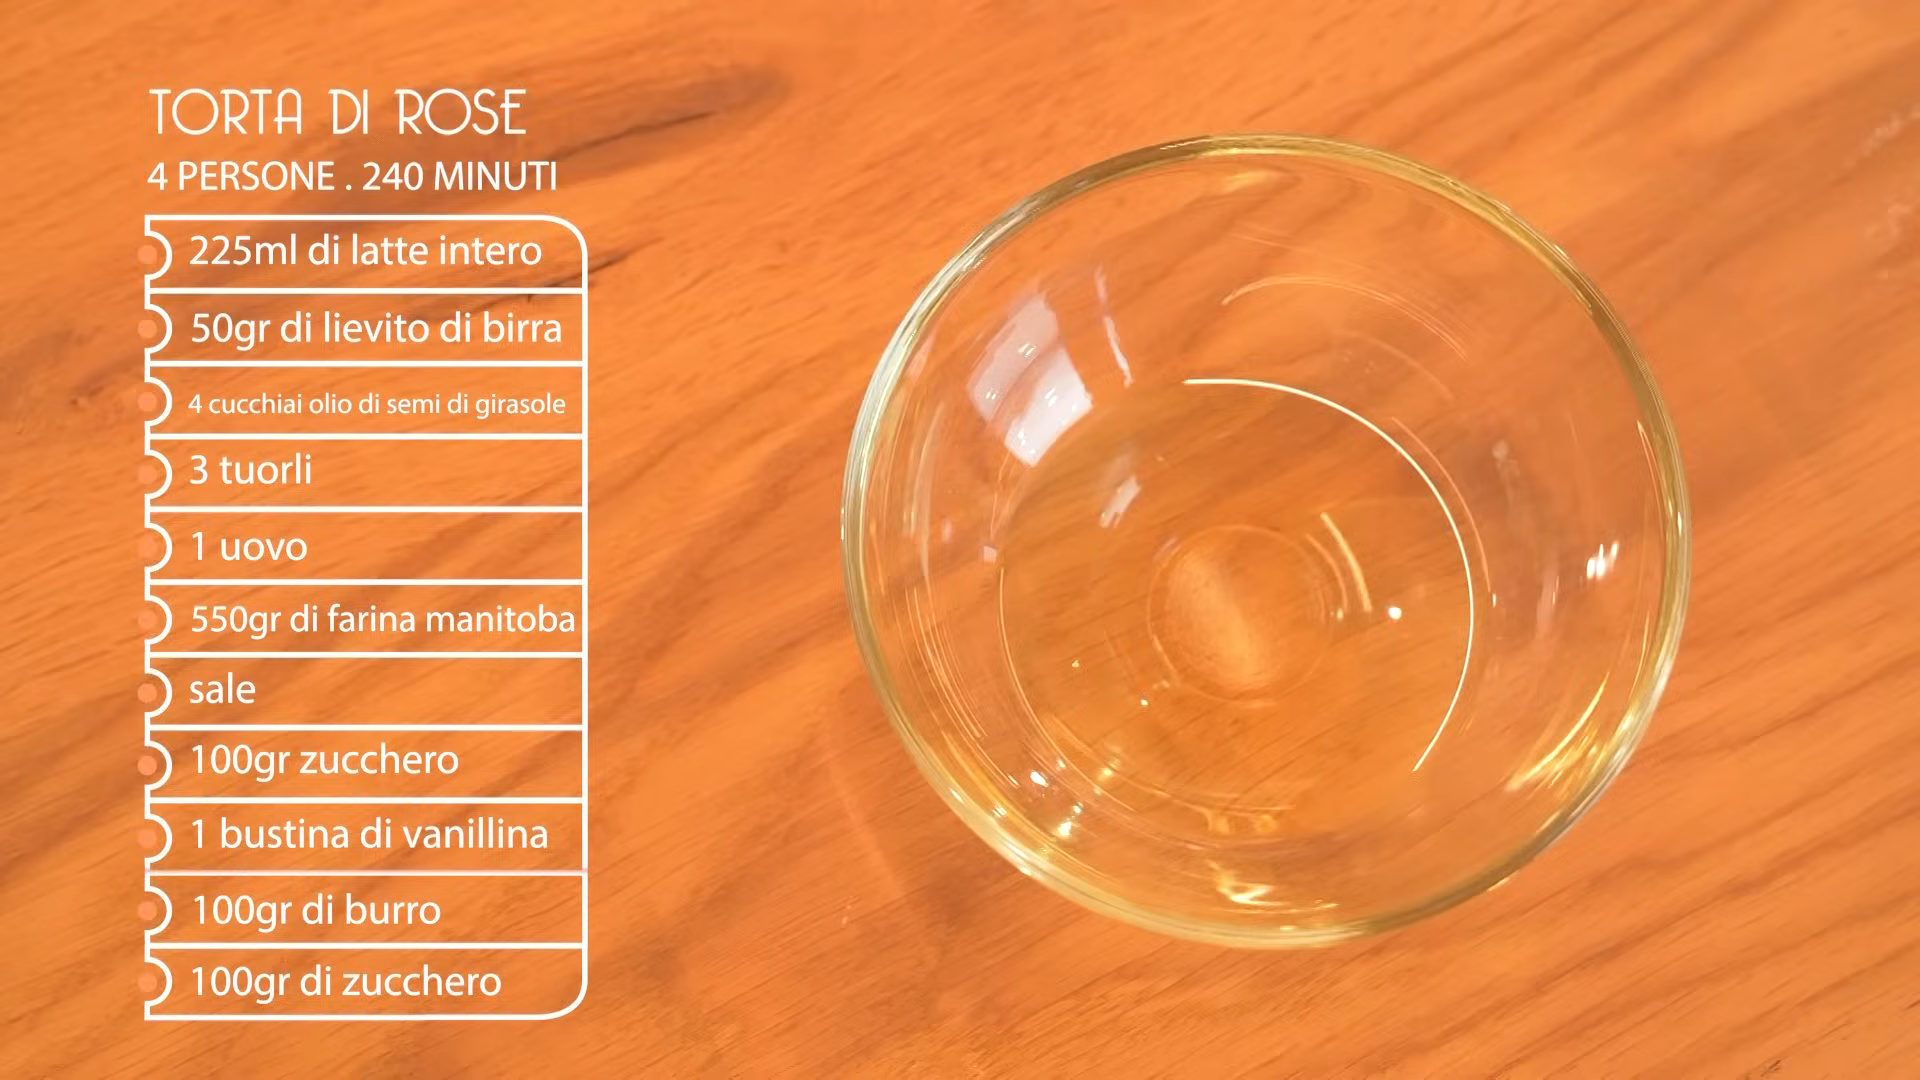 TORTA DI ROSE
4 PERSONE . 240 MINUTI
225ml di latte intero
50gr di lievito di birra
4 cucchiai olio di semi di girasole
3 tuorli
1 uovo
550gr di farina manitoba
sale
100gr zucchero
1 bustina di vanillina
100gr di burro
100gr di zucchero